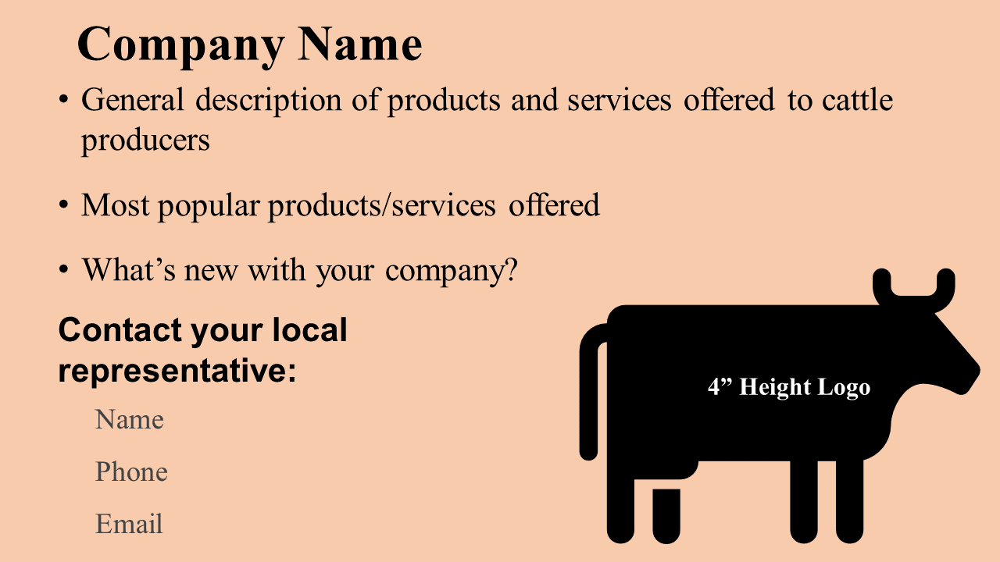 Company Name
• General description of products and services offered to cattle
producers
• Most popular products/services offered
• What’s new with your company?
Contact your local
representative:
Name
Phone
Email
4” Height Logo